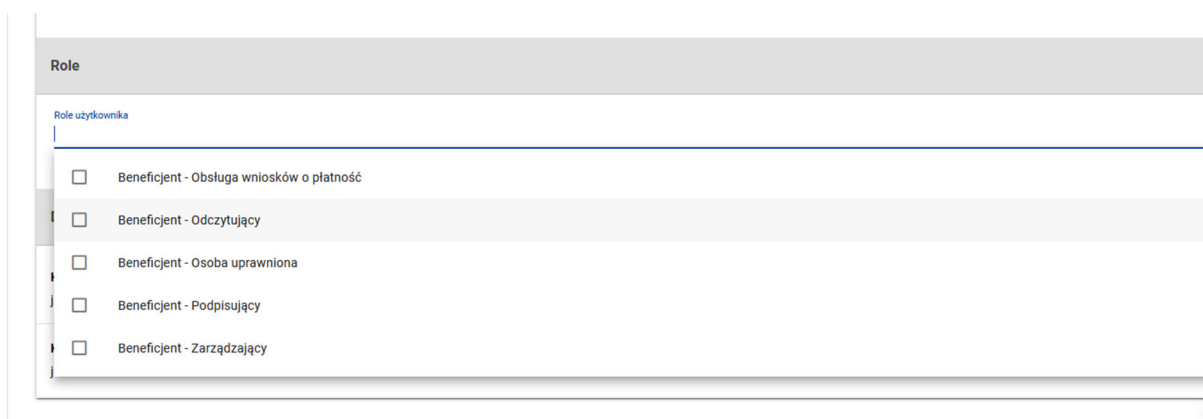 Role
Role użytkownika
Beneficjent - Obsługa wniosków o płatność
Beneficjent - Odczytujący
Beneficjent - Osoba uprawniona
Beneficjent - Podpisujący
Beneficjent - Zarządzający